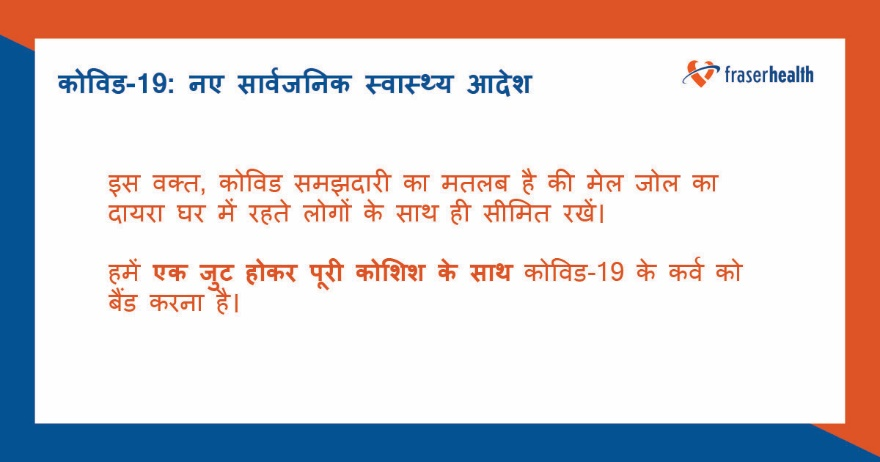 कोविड-19: नए सार्वजनिक स्वास्थ्य आदेश
fraserhealth
इस वक्त, कोविड समझदारी का मतलब है की मेल जोल का
दायरा घर में रहते लोगों के साथ ही सीमित रखें।
हमें एक जुट होकर पूरी कोशिश के साथ कोविड-19 के कर्व को
बैंड करना है।